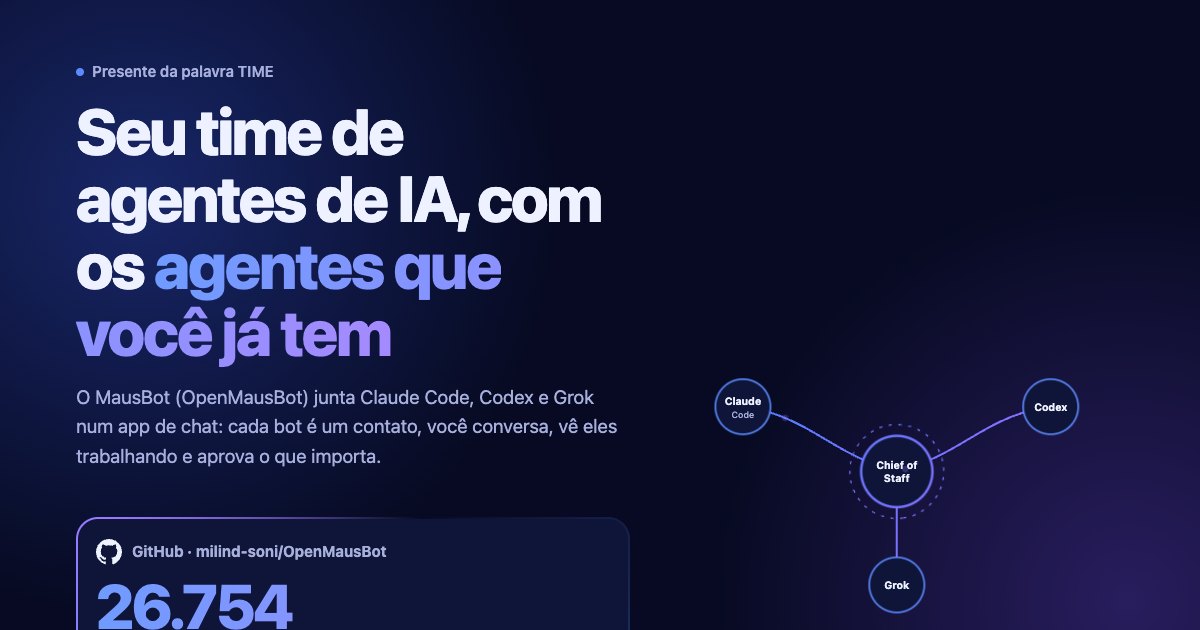 Presente da palavra TIME
Seu time de
agentes de IA, com
os agentes que
você já tem
O MausBot (OpenMausBot) junta Claude Code, Codex e Grok
num app de chat: cada bot é um contato, você conversa, vê eles
trabalhando e aprova o que importa.
GitHub · milind-soni/OpenMausBot
26.754
Claude
Code
Codex
Chief of
Staff
Grok